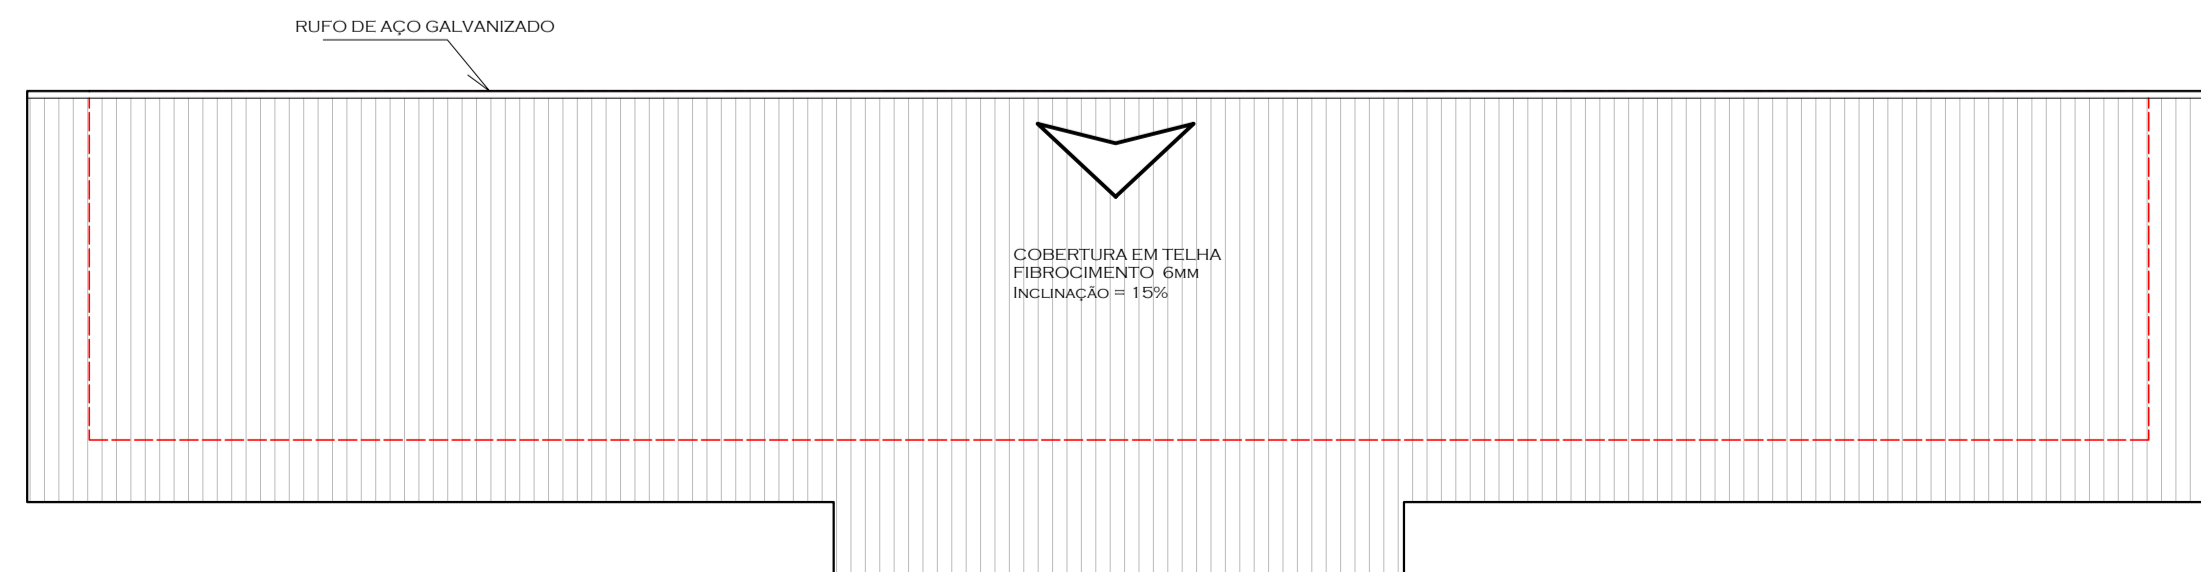 RUFO DE AÇO GALVANIZADO
COBERTURA EM TELHA
FIBROCIMENTO 6MM
INCLINAÇÃO = 15%